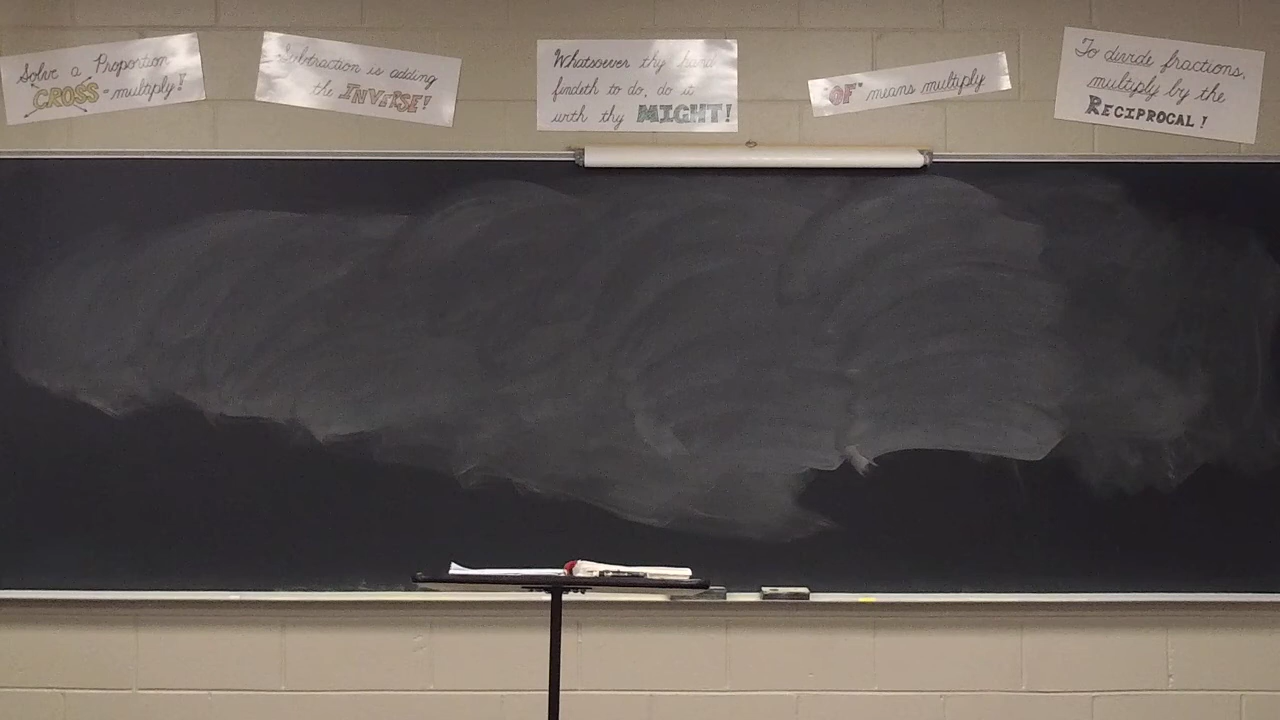 Solve a Proportion
CROSS-multiply!
Subtraction is adding
the INVERSE!
Whatsoever thy hand
findeth to do, do it
with thy MIGHT!
"OF" means multiply
To divide fractions,
multiply by the
RECIPROCAL!